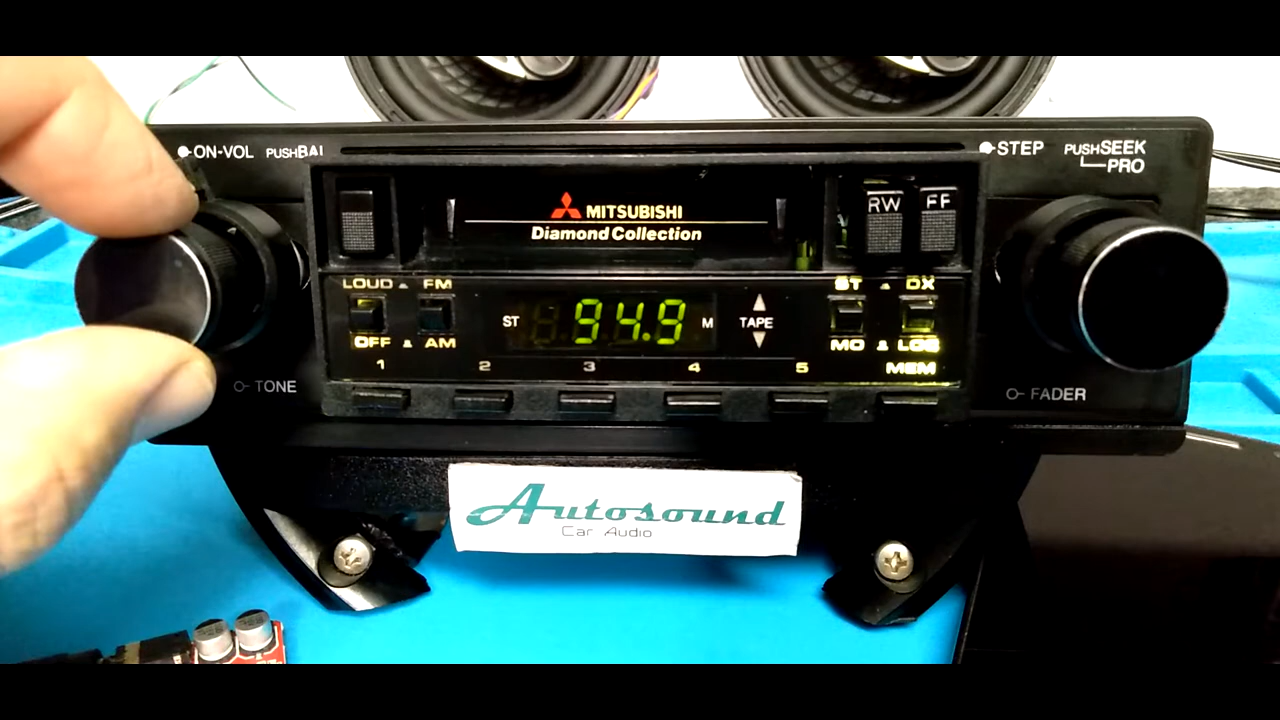 ON-VOL PUSH BAL
STEP PUSH SEEK
PRO
RW FF
MITSUBISHI
Diamond Collection
LOUD FM
ST DX
ST 94.9 M TAPE
OFF AM
MO LOC
1 2 3 4 5 MEM
TONE
FADER
Autosound
Car Audio